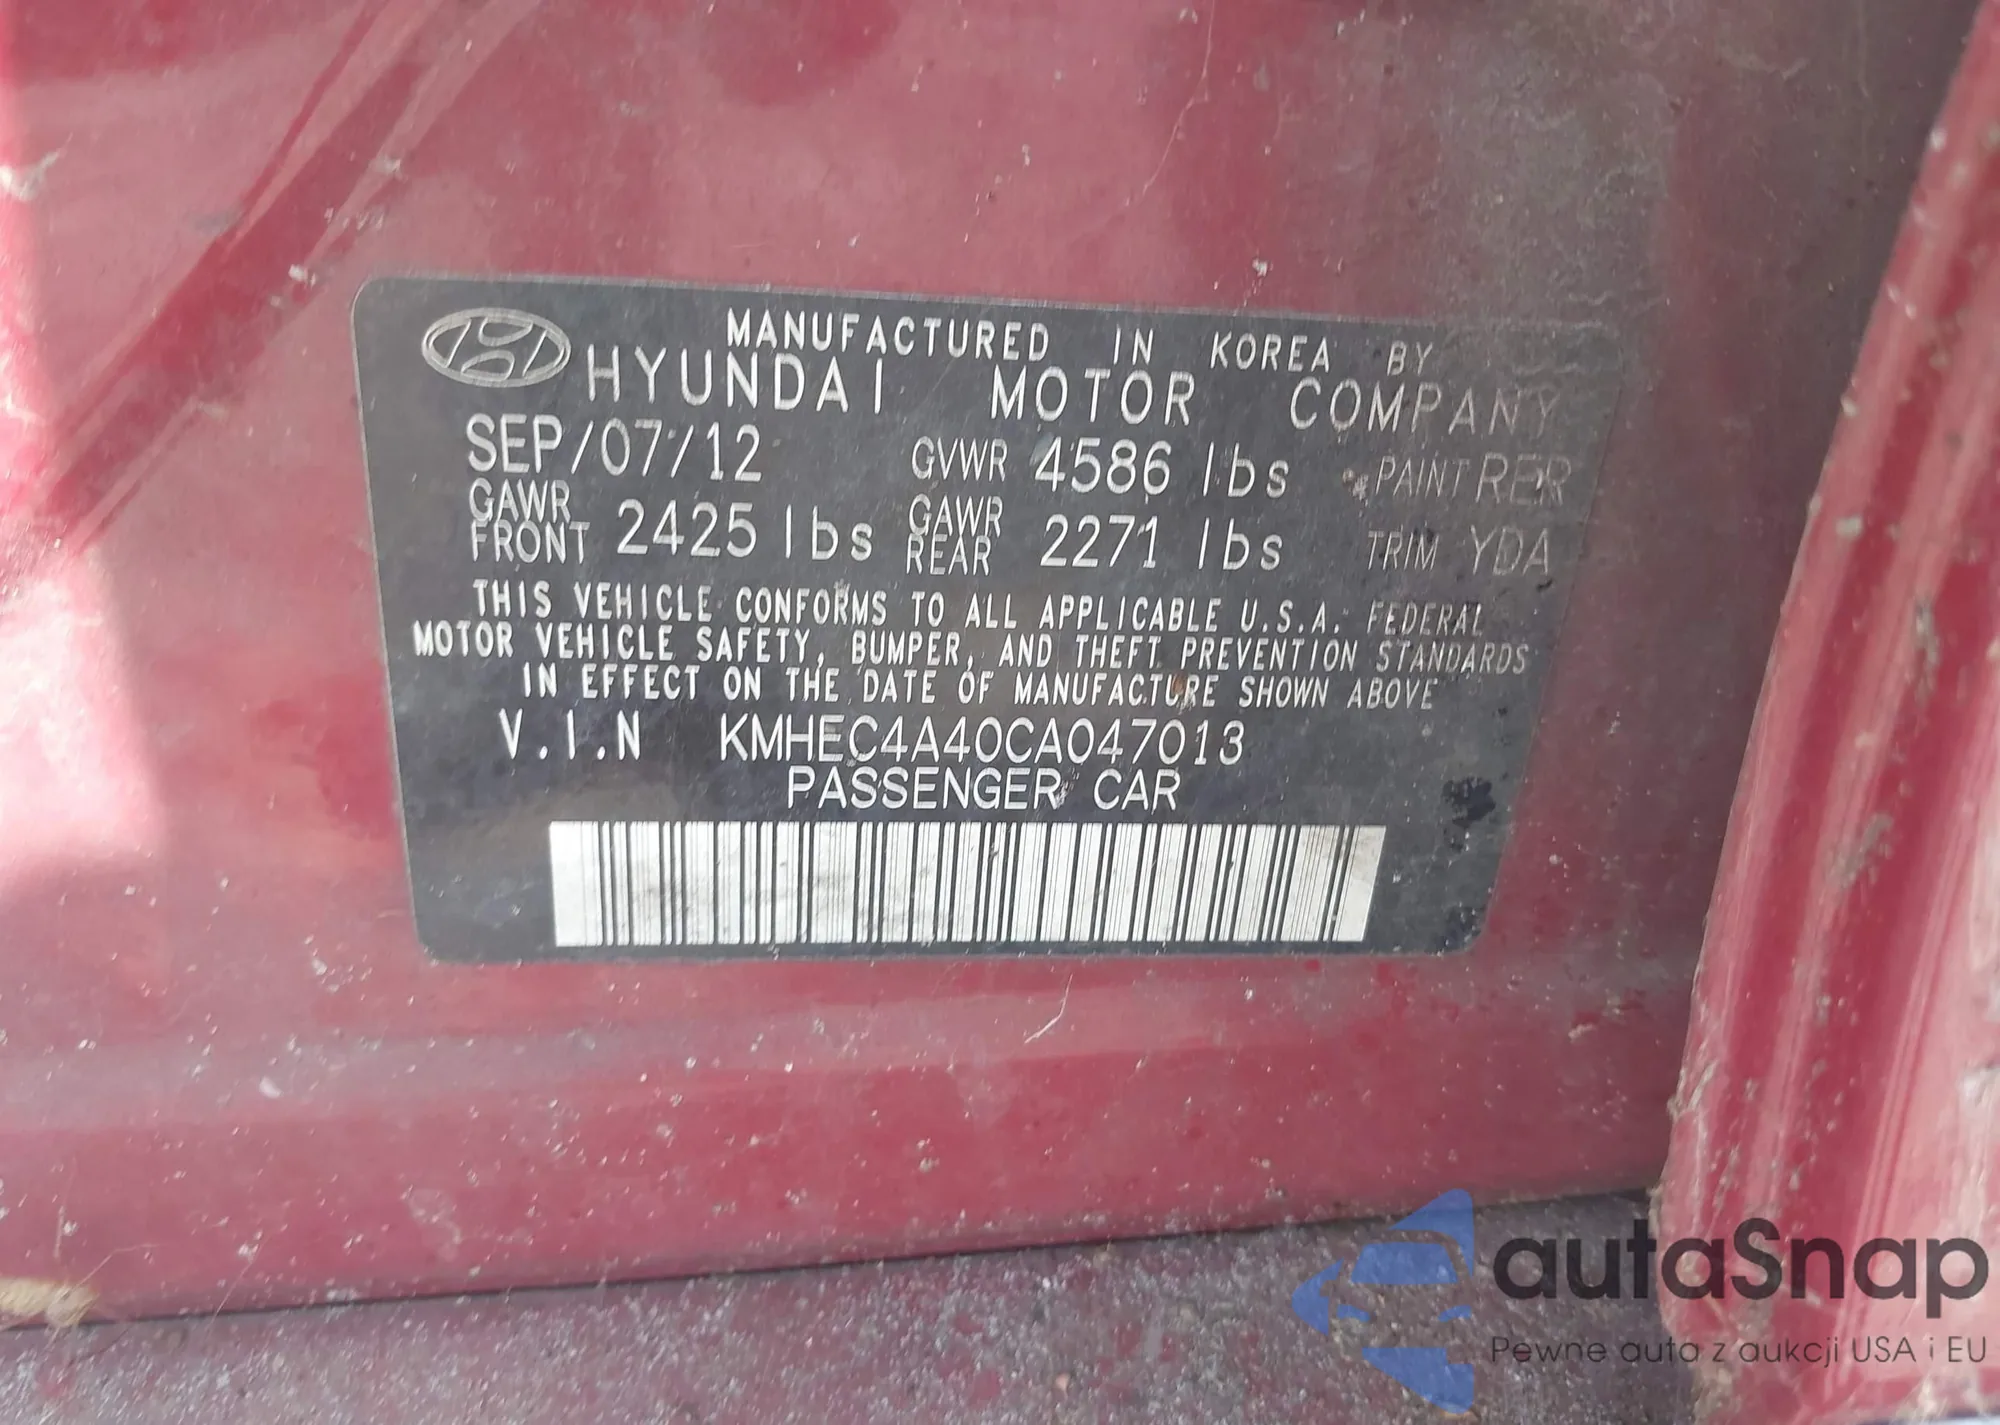 MANUFACTURED IN KOREA BY
HYUNDAI MOTOR COMPANY
SEP/07/12 GVWR 4586 lbs PAINT RER
GAWR FRONT 2425 lbs GAWR REAR 2271 lbs TRIM YDA
THIS VEHICLE CONFORMS TO ALL APPLICABLE U.S.A. FEDERAL
MOTOR VEHICLE SAFETY, BUMPER, AND THEFT PREVENTION STANDARDS
IN EFFECT ON THE DATE OF MANUFACTURE SHOWN ABOVE
V.I.N KMHEC4A40CA047013
PASSENGER CAR
autaSnap
Pewne auta z aukcji USA i EU